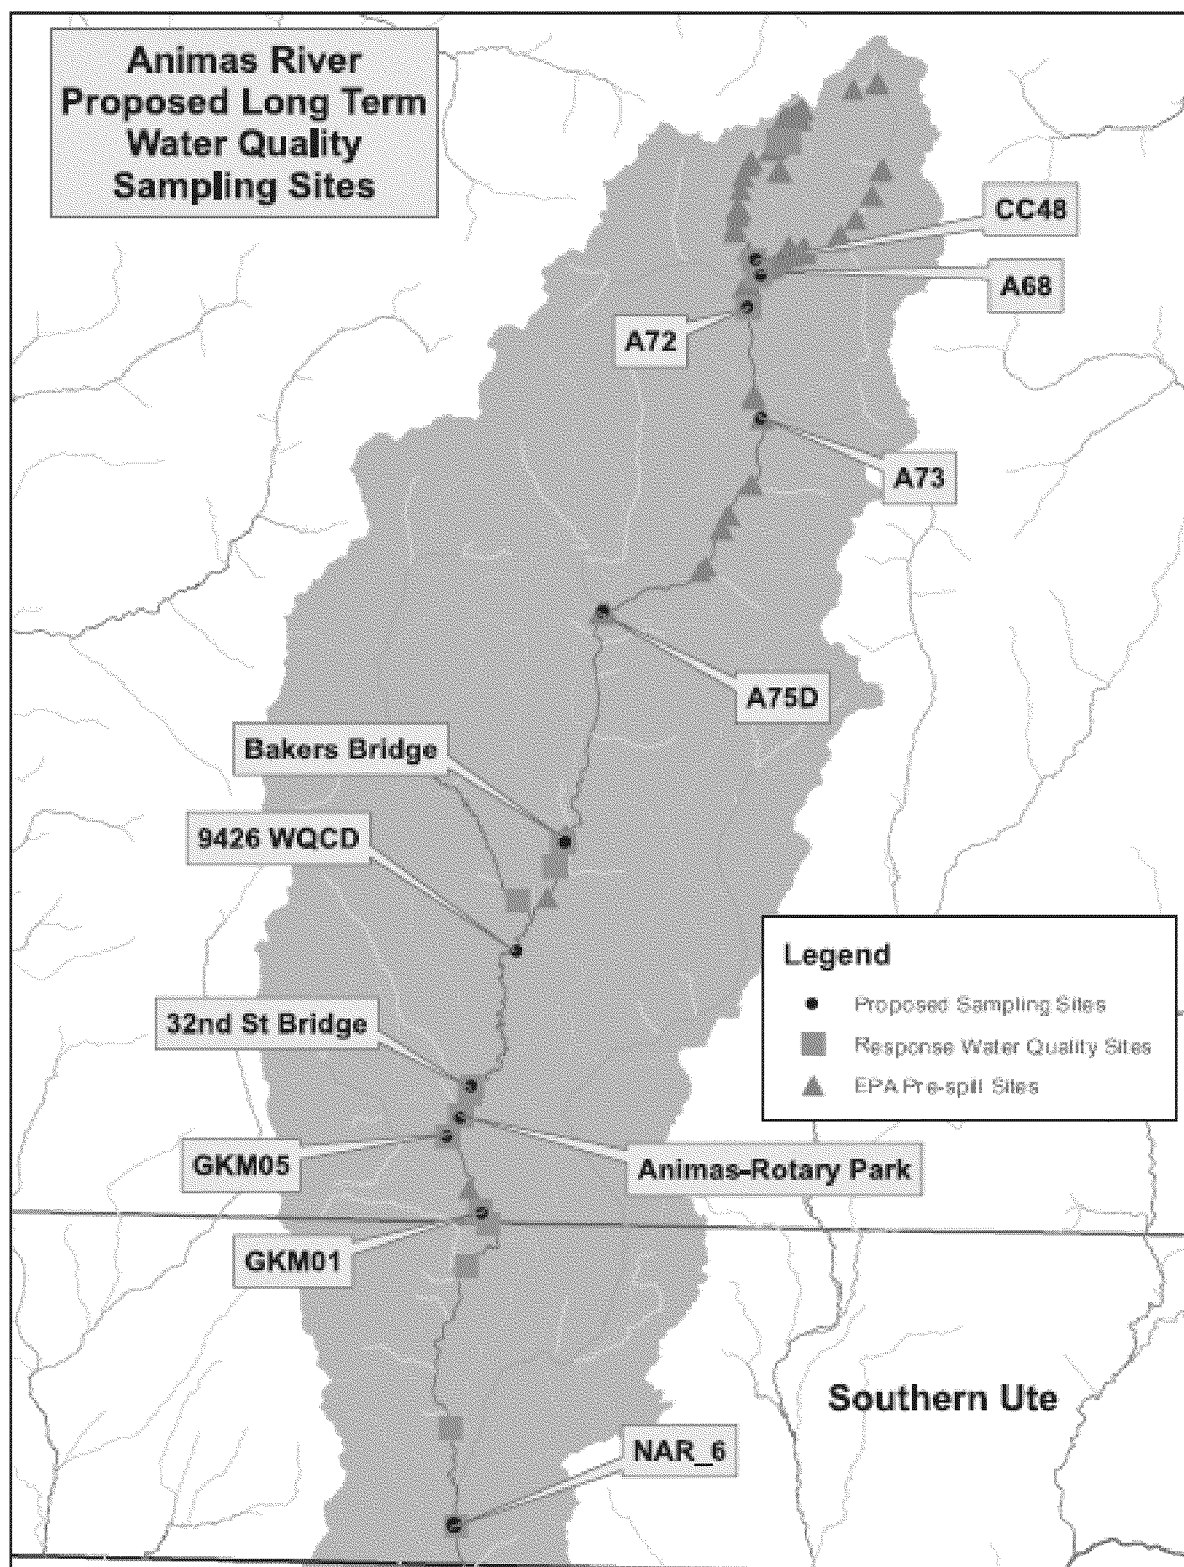 Animas River
Proposed Long Term
Water Quality
Sampling Sites
CC48
A68
A72
A73
A75D
Bakers Bridge
9426 WQCD
Legend
Proposed Sampling Sites
Response Water Quality Sites
EPA Pre-spill Sites
32nd St Bridge
GKM05
Animas-Rotary Park
GKM01
Southern Ute
NAR_6